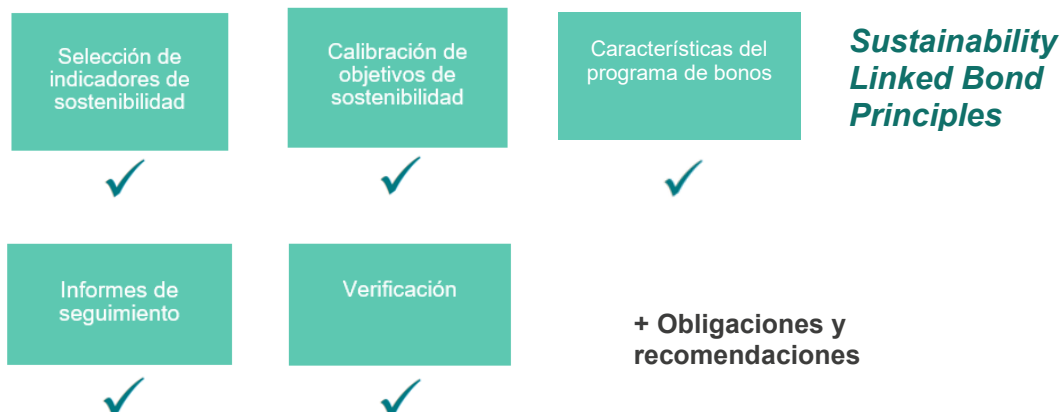 Selección de
indicadores de
sostenibilidad
Calibración de
objetivos de
sostenibilidad
Características del
programa de bonos
Sustainability
Linked Bond
Principles
Informes de
seguimiento
Verificación
+ Obligaciones y
recomendaciones